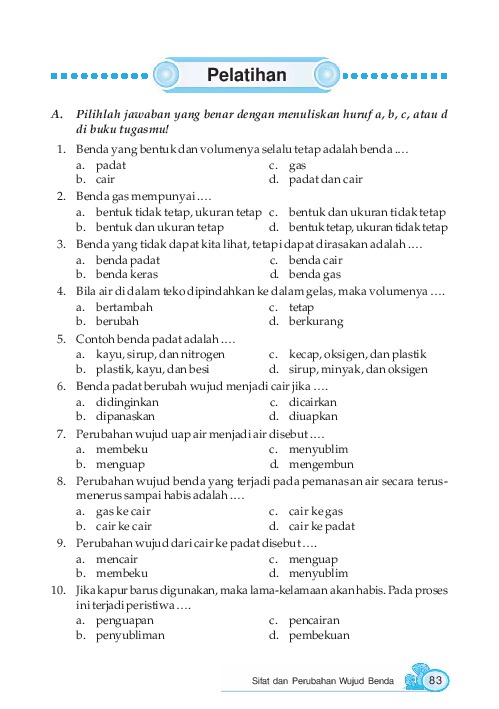 Pelatihan
A. Pilihlah jawaban yang benar dengan menuliskan huruf a, b, c, atau d
di buku tugasmu!
1. Benda yang bentuk dan volumenya selalu tetap adalah benda ....
a. padat c. gas
b. cair d. padat dan cair
2. Benda gas mempunyai ....
a. bentuk tidak tetap, ukuran tetap c. bentuk dan ukuran tidak tetap
b. bentuk dan ukuran tetap d. bentuk tetap, ukuran tidak tetap
3. Benda yang tidak dapat kita lihat, tetapi dapat dirasakan adalah ....
a. benda padat c. benda cair
b. benda keras d. benda gas
4. Bila air di dalam teko dipindahkan ke dalam gelas, maka volumenya ....
a. bertambah c. tetap
b. berubah d. berkurang
5. Contoh benda padat adalah ....
a. kayu, sirup, dan nitrogen c. kecap, oksigen, dan plastik
b. plastik, kayu, dan besi d. sirup, minyak, dan oksigen
6. Benda padat berubah wujud menjadi cair jika ....
a. didinginkan c. dicairkan
b. dipanaskan d. diuapkan
7. Perubahan wujud uap air menjadi air disebut ....
a. membeku c. menyublim
b. menguap d. mengembun
8. Perubahan wujud benda yang terjadi pada pemanasan air secara terus-
menerus sampai habis adalah ....
a. gas ke cair c. cair ke gas
b. cair ke cair d. cair ke padat
9. Perubahan wujud dari cair ke padat disebut ....
a. mencair c. menguap
b. membeku d. menyublim
10. Jika kapur barus digunakan, maka lama-kelamaan akan habis. Pada proses
ini terjadi peristiwa ....
a. penguapan c. pencairan
b. penyubliman d. pembekuan
Sifat dan Perubahan Wujud Benda 83